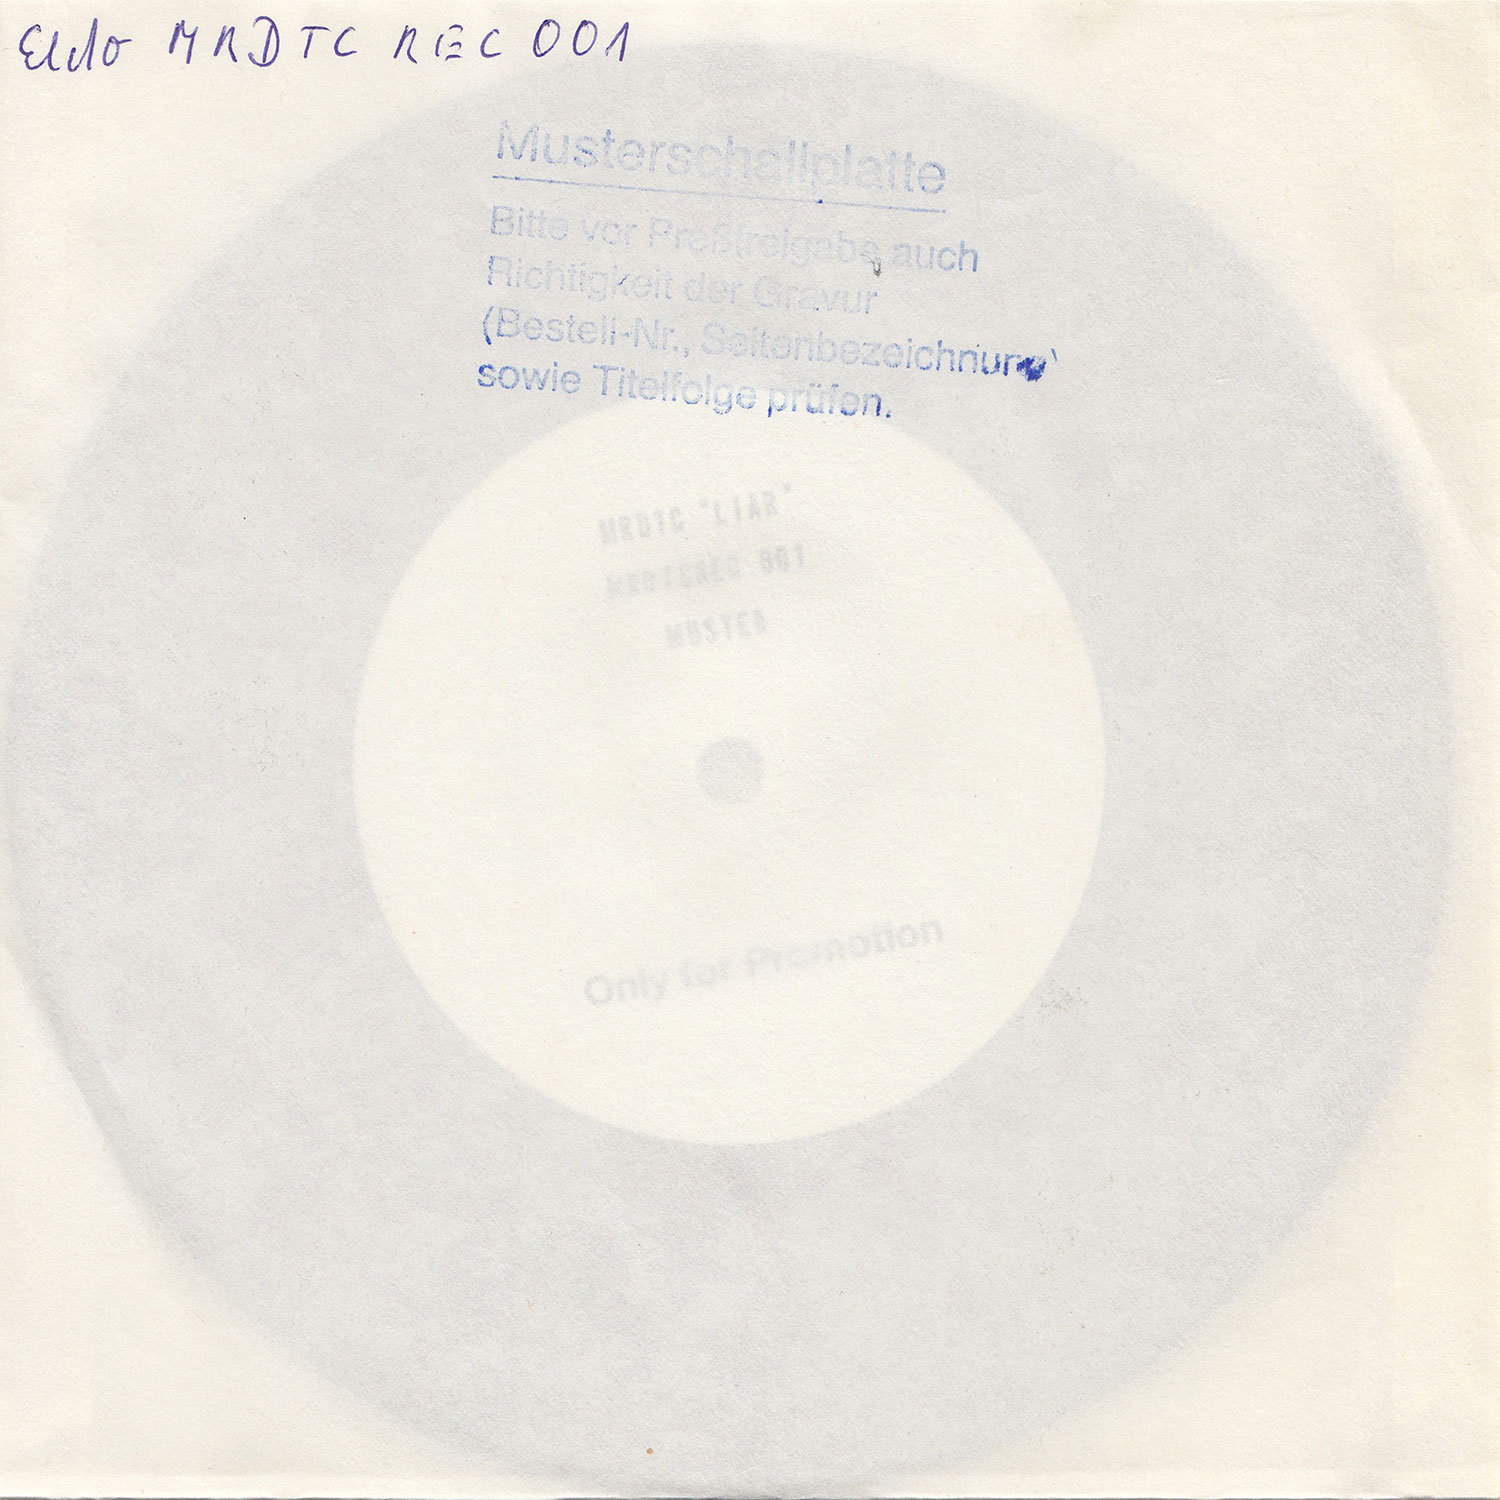 Eldo MRDTC REC 001
Musterschallplatte
Bitte vor Preßfreigabe auch
Richtigkeit der Gravur
(Bestell-Nr., Seitenbezeichnung)
sowie Titelfolge prüfen.
MRDTC "LIAR"
MRDTCREC 001
MUSTER
Only for Promotion